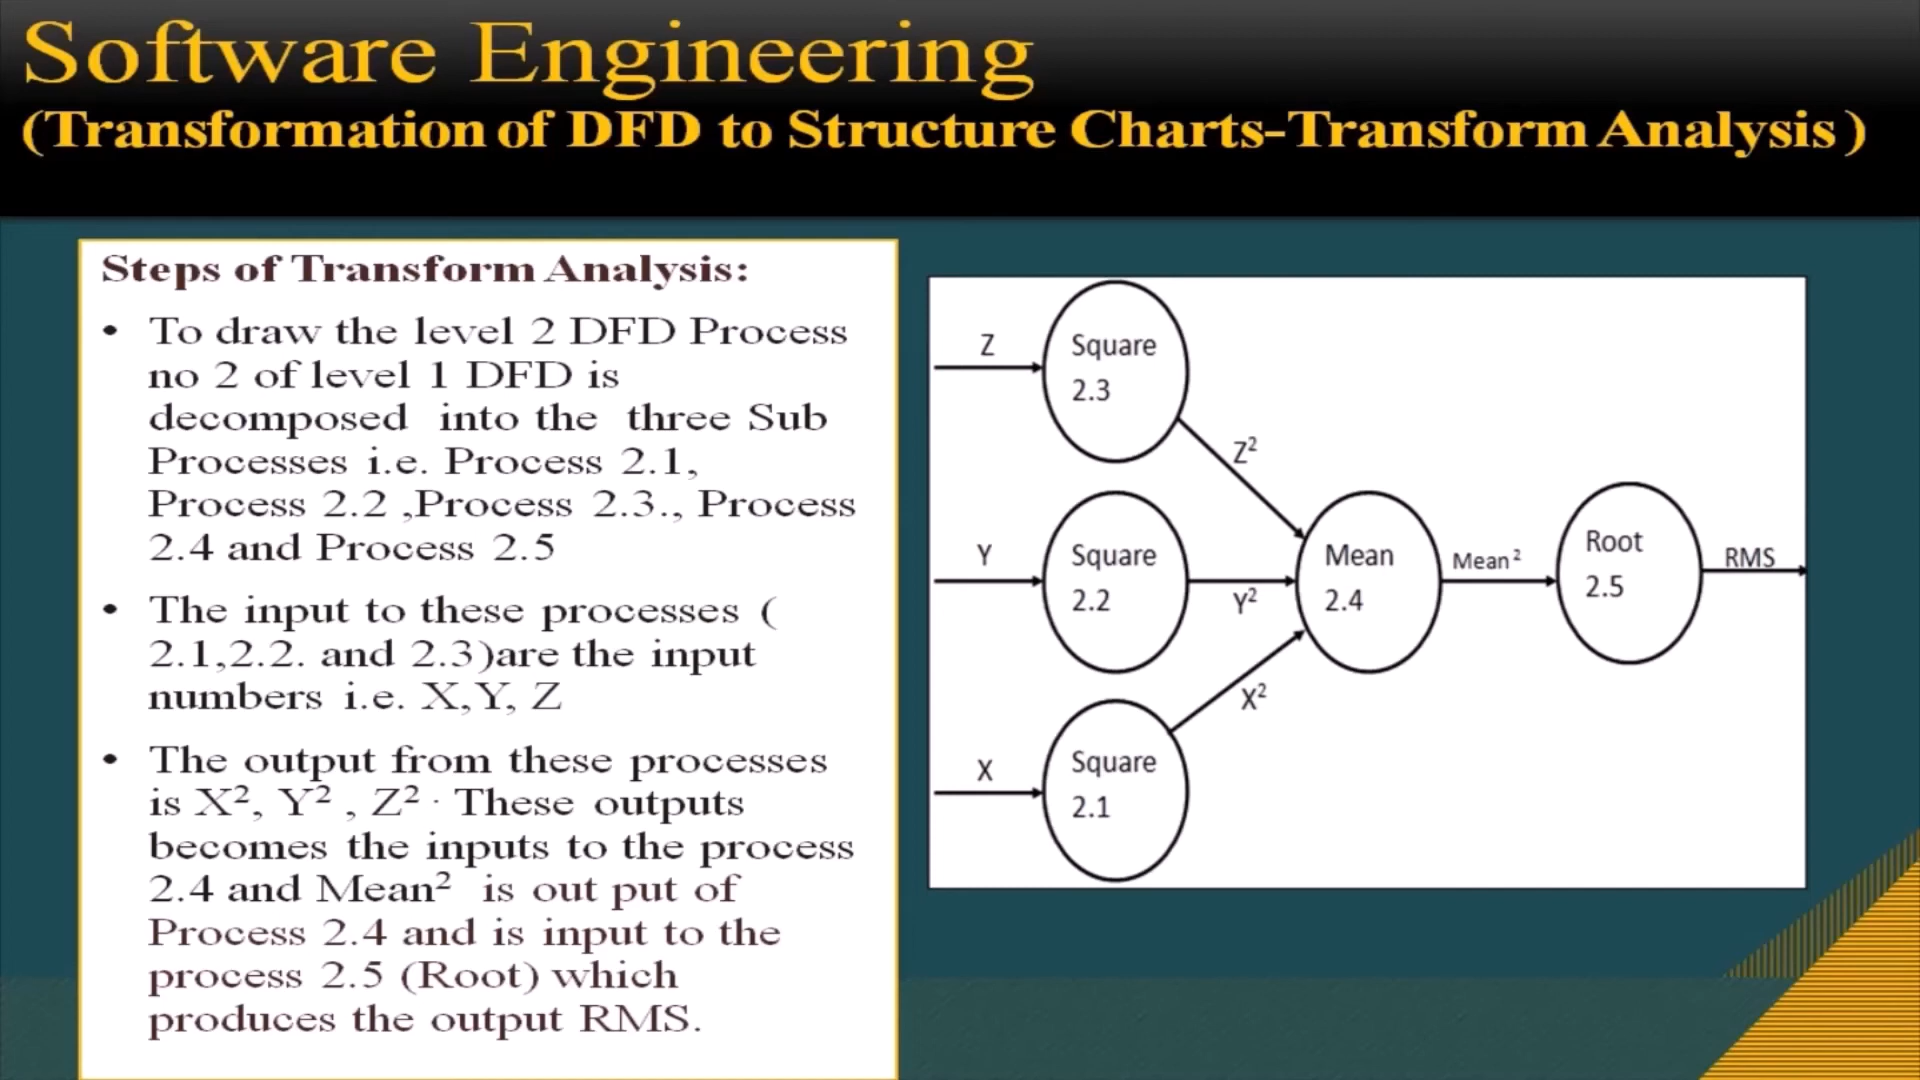 Software Engineering
(Transformation of DFD to Structure Charts-Transform Analysis)
Steps of Transform Analysis:
• To draw the level 2 DFD Process
no 2 of level 1 DFD is
decomposed into the three Sub
Processes i.e. Process 2.1,
Process 2.2 ,Process 2.3., Process
2.4 and Process 2.5
• The input to these processes (
2.1,2.2. and 2.3)are the input
numbers i.e. X,Y, Z
• The output from these processes
is X², Y² , Z² . These outputs
becomes the inputs to the process
2.4 and Mean² is out put of
Process 2.4 and is input to the
process 2.5 (Root) which
produces the output RMS.
Z
Square
2.3
Z²
Y
Square
2.2
Y²
Mean
2.4
Mean²
Root
2.5
RMS
X
Square
2.1
X²